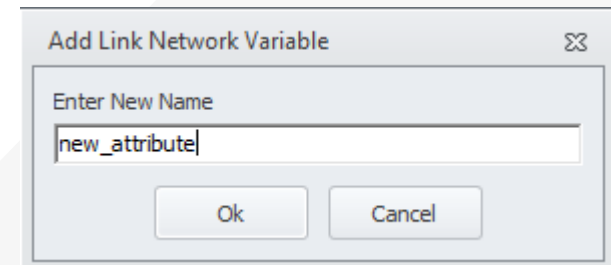 Add Link Network Variable
Enter New Name
new_attribute
Ok
Cancel